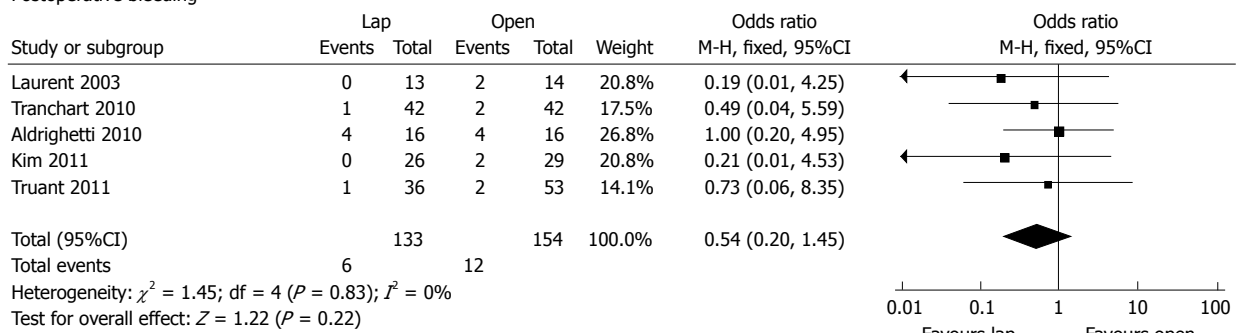 Lap Open Odds ratio Odds ratio
Study or subgroup Events Total Events Total Weight M-H, fixed, 95%CI M-H, fixed, 95%CI
Laurent 2003 0 13 2 14 20.8% 0.19 (0.01, 4.25)
Tranchart 2010 1 42 2 42 17.5% 0.49 (0.04, 5.59)
Aldrighetti 2010 4 16 4 16 26.8% 1.00 (0.20, 4.95)
Kim 2011 0 26 2 29 20.8% 0.21 (0.01, 4.53)
Truant 2011 1 36 2 53 14.1% 0.73 (0.06, 8.35)
Total (95%CI) 133 154 100.0% 0.54 (0.20, 1.45)
Total events 6 12
Heterogeneity: χ² = 1.45; df = 4 (P = 0.83); I² = 0%
Test for overall effect: Z = 1.22 (P = 0.22)
0.01 0.1 1 10 100